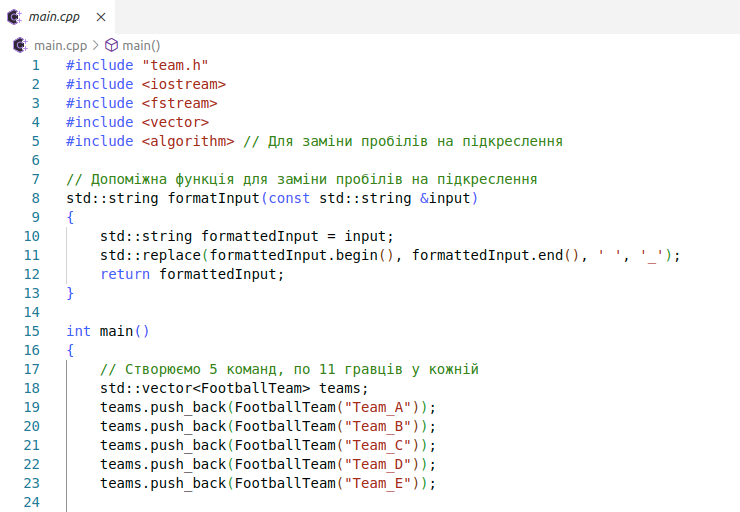 main.cpp ×
main.cpp > main()
1 #include "team.h"
2 #include <iostream>
3 #include <fstream>
4 #include <vector>
5 #include <algorithm> // Для заміни пробілів на підкреслення
6
7 // Допоміжна функція для заміни пробілів на підкреслення
8 std::string formatInput(const std::string &input)
9 {
10     std::string formattedInput = input;
11     std::replace(formattedInput.begin(), formattedInput.end(), ' ', '_');
12     return formattedInput;
13 }
14
15 int main()
16 {
17     // Створюємо 5 команд, по 11 гравців у кожній
18     std::vector<FootballTeam> teams;
19     teams.push_back(FootballTeam("Team_A"));
20     teams.push_back(FootballTeam("Team_B"));
21     teams.push_back(FootballTeam("Team_C"));
22     teams.push_back(FootballTeam("Team_D"));
23     teams.push_back(FootballTeam("Team_E"));
24